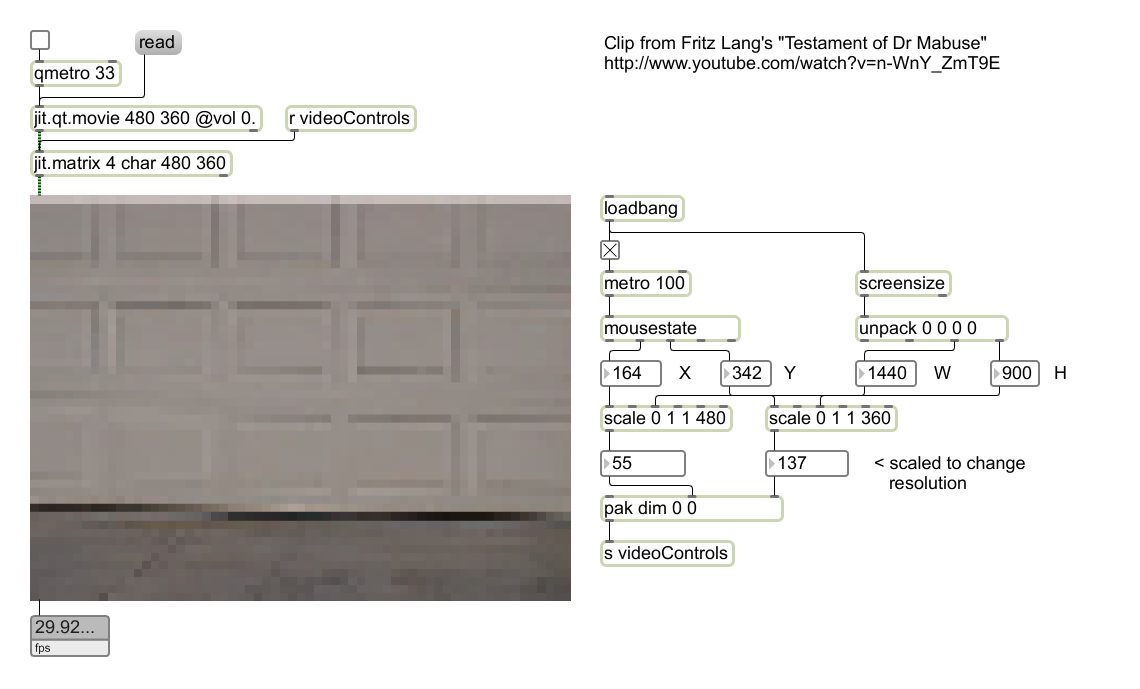 read
Clip from Fritz Lang's "Testament of Dr Mabuse"
http://www.youtube.com/watch?v=n-WnY_ZmT9E
qmetro 33
jit.qt.movie 480 360 @vol 0.
r videoControls
jit.matrix 4 char 480 360
loadbang
metro 100
screensize
mousestate
unpack 0 0 0 0
164
X
342
Y
1440
W
900
H
scale 0 1 1 480
scale 0 1 1 360
55
137
< scaled to change
resolution
pak dim 0 0
s videoControls
29.92...
fps